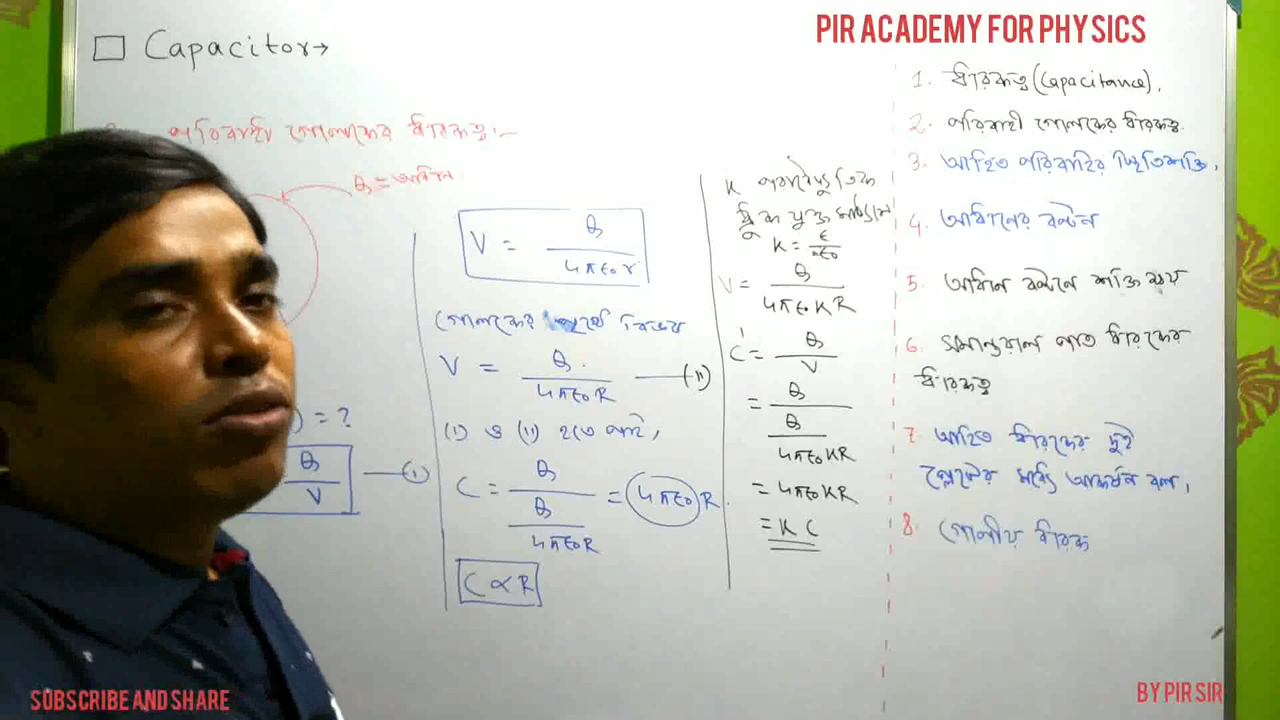 PIR ACADEMY FOR PHYSICS
Capacitor→
পরিবাহী গোলকের ধারকত্ব :-
Q = আধান
) = ?
Q
V
(i)
V = Q / 4πϵ0r
গোলকের পৃষ্ঠে বিভব
V = Q / 4πϵ0R (ii)
(i) ও (ii) হতে পাই,
C = Q / Q / 4πϵ0R = 4πϵ0 R
C ∝ R
K পরাবৈদ্যুতিক
ধ্রুবক যুক্ত মাধ্যমে
K = ϵ / ϵ0
V = Q / 4πϵ0KR
C' = Q / V
= Q / Q / 4πϵ0KR
= 4πϵ0KR
= KC
1. ধারকত্ব (Capacitance).
2. পরিবাহী গোলকের ধারকত্ব.
3. আহিত পরিবাহির স্থিতিশক্তি,
4. আধানের বন্টন
5. আধান বন্টনে শক্তি ক্ষয়
6. সমান্তরাল পাত ধারকের
ধারকত্ব
7. আহিত ধারকের দুই
প্লেটের মধ্যে আকর্ষন বল,
8. গোলীয় ধারক
SUBSCRIBE AND SHARE
BY PIR SIR